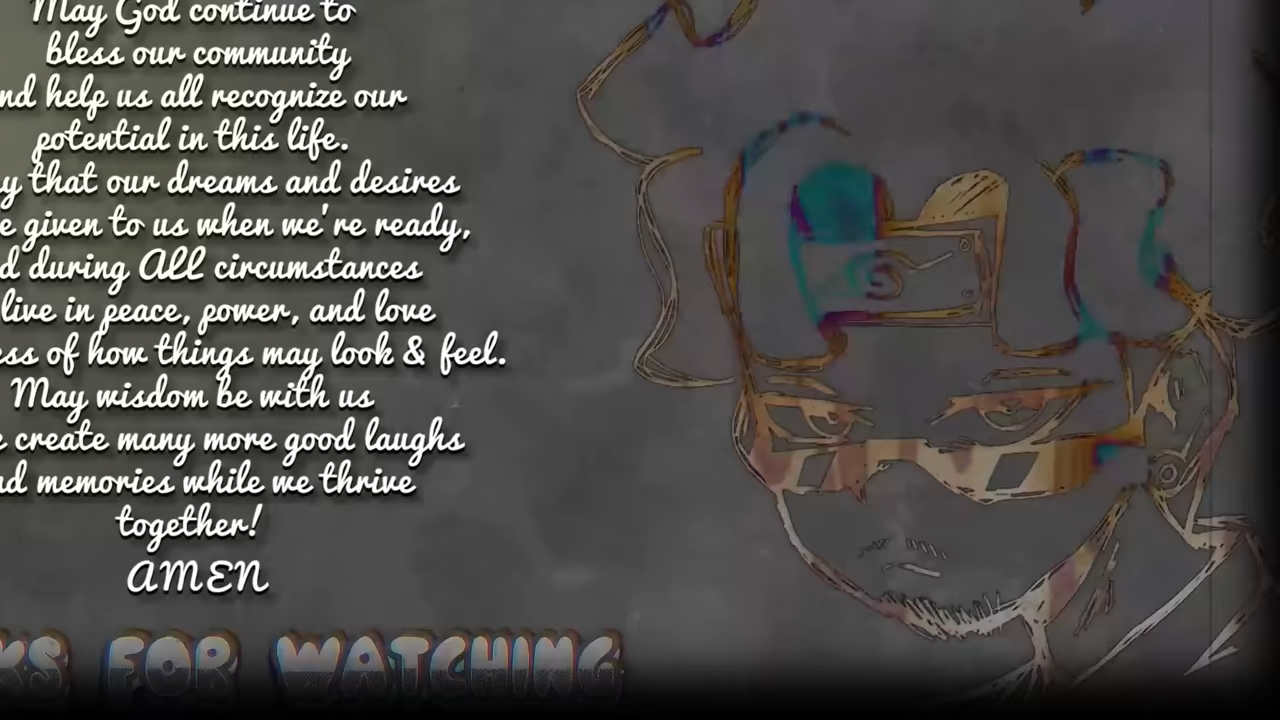 May God continue to
bless our community
nd help us all recognize our
potential in this life.
y that our dreams and desires
e given to us when we're ready,
d during ALL circumstances
live in peace, power, and love
ess of how things may look & feel.
May wisdom be with us
e create many more good laughs
nd memories while we thrive
together!
AMEN
KS FOR WATCHING